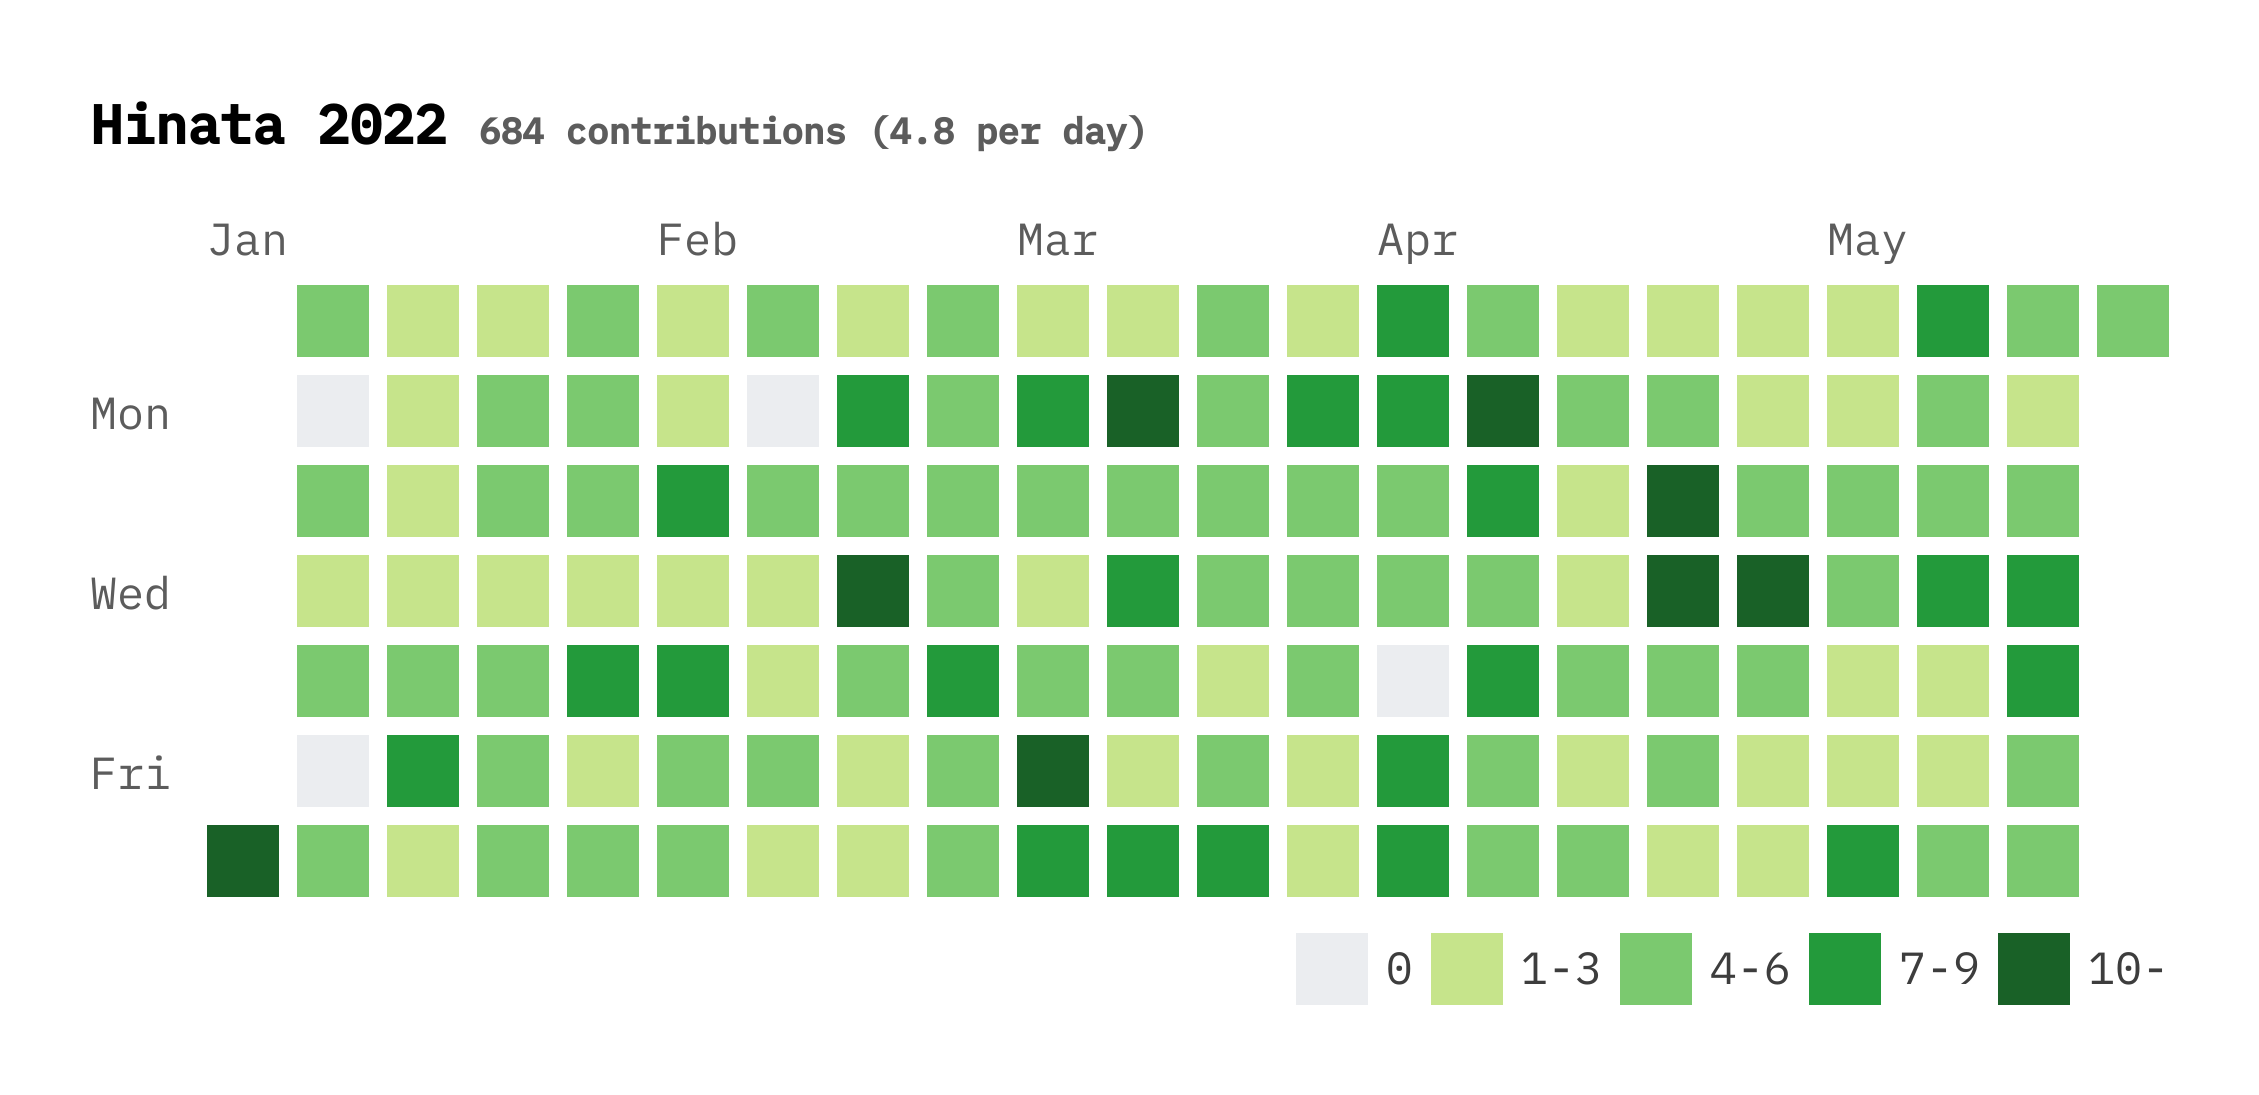 Hinata 2022 684 contributions (4.8 per day)
Jan Feb Mar Apr May
Mon
Wed
Fri
0 1-3 4-6 7-9 10-